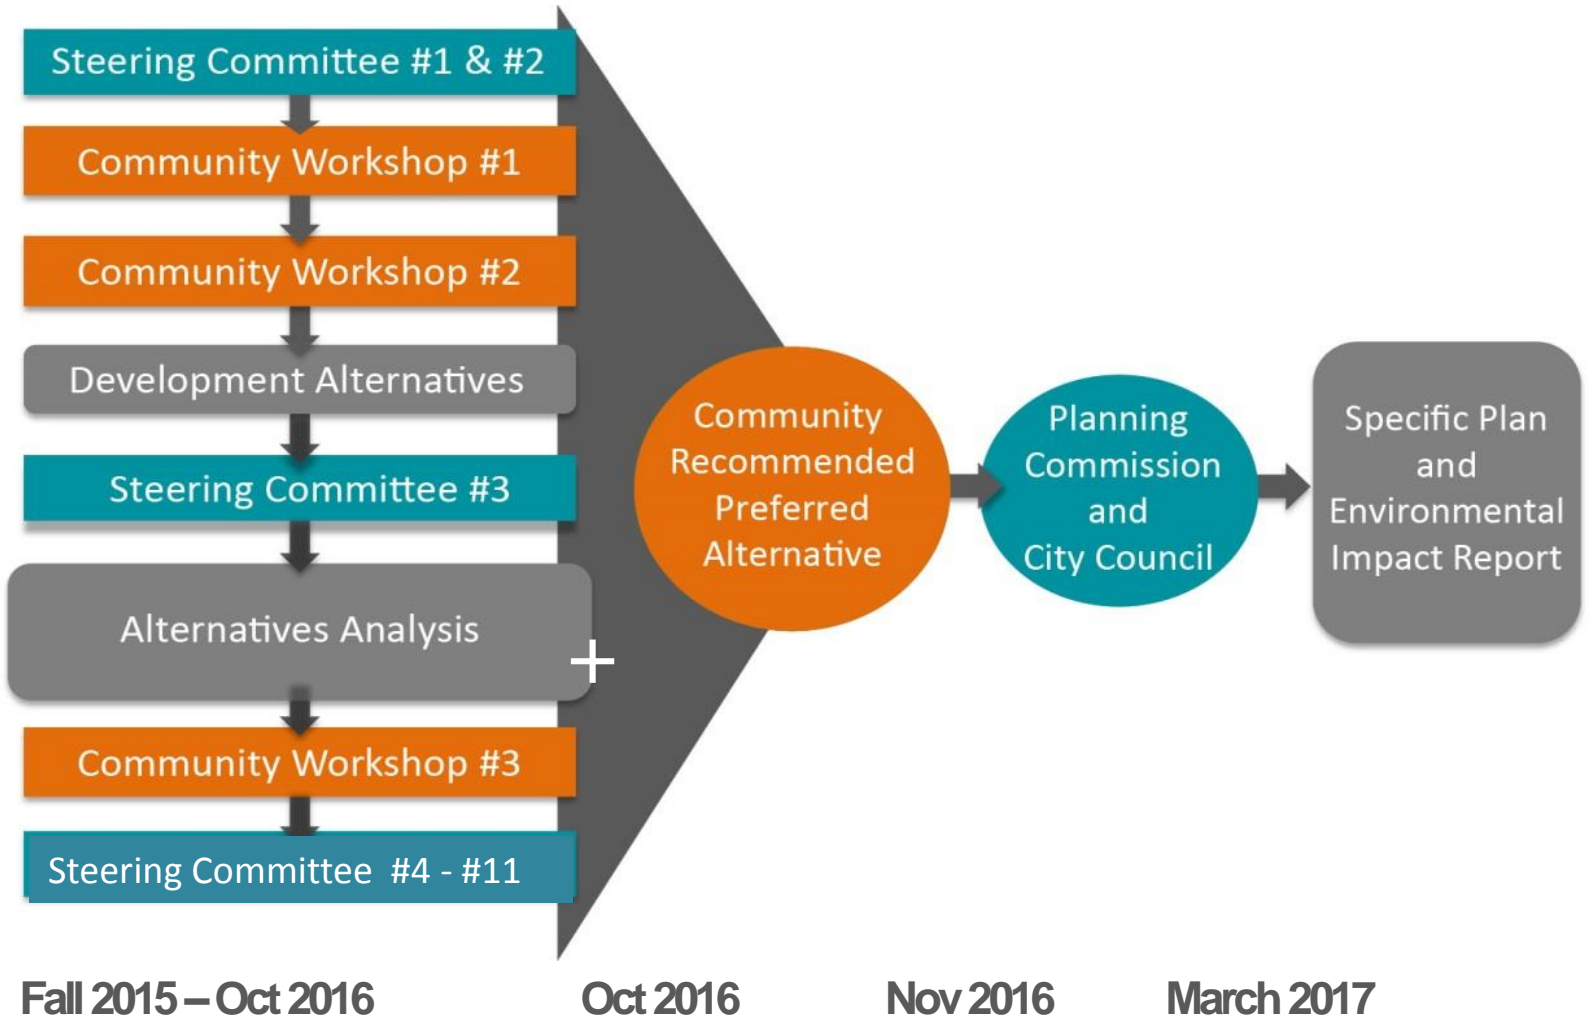 Steering Committee #1 & #2
Community Workshop #1
Community Workshop #2
Development Alternatives
Steering Committee #3
Alternatives Analysis
+
Community Workshop #3
Steering Committee #4 - #11
Community
Recommended
Preferred
Alternative
Planning
Commission
and
City Council
Specific Plan
and
Environmental
Impact Report
Fall 2015 – Oct 2016
Oct 2016
Nov 2016
March 2017